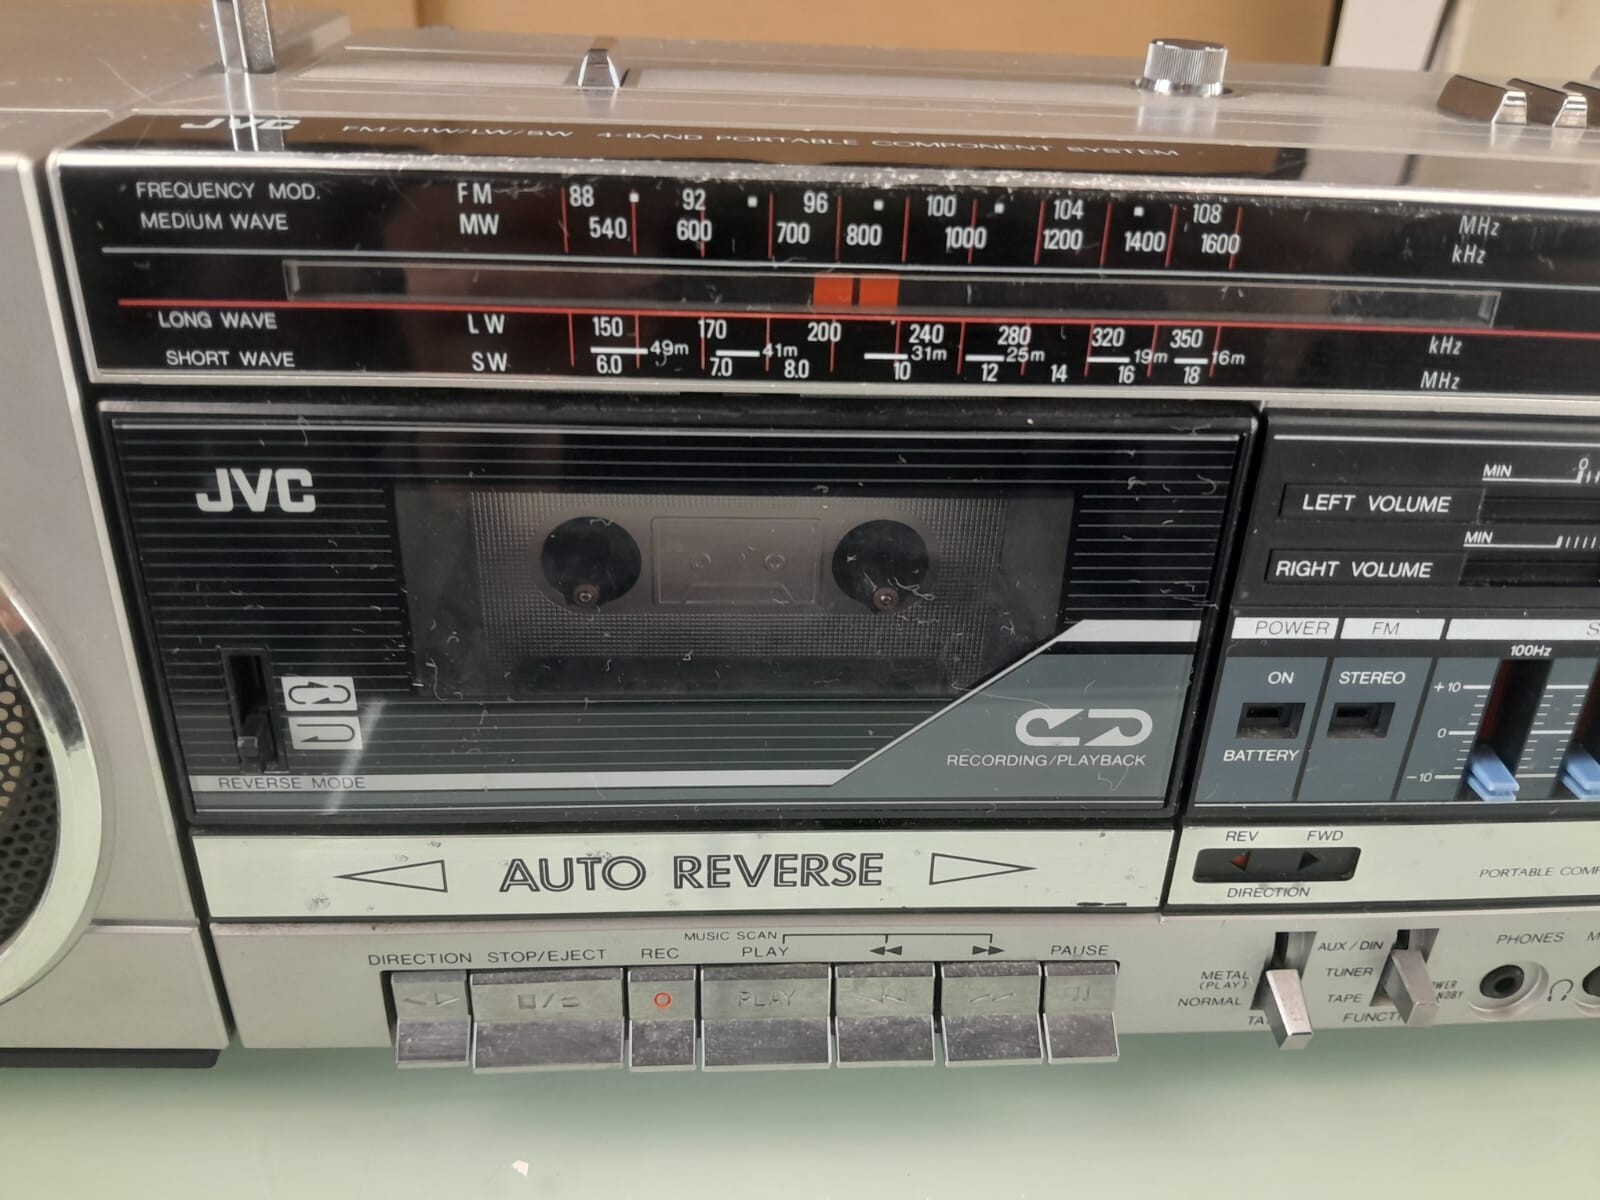 JVC FM/MW/LW/SW 4-BAND PORTABLE COMPONENT SYSTEM
FREQUENCY MOD. FM 88 92 96 100 104 108 MHz
MEDIUM WAVE MW 540 600 700 800 1000 1200 1400 1600 kHz
LONG WAVE LW 150 170 200 240 280 320 350 kHz
49m 41m 31m 25m 19m 16m
SHORT WAVE SW 6.0 7.0 8.0 10 12 14 16 18 MHz
JVC
REVERSE MODE
RECORDING/PLAYBACK
MIN 0
LEFT VOLUME
MIN
RIGHT VOLUME
POWER FM
100Hz
ON STEREO +10
0
BATTERY -10
AUTO REVERSE
REV FWD
DIRECTION
PORTABLE
MUSIC SCAN
DIRECTION STOP/EJECT REC PLAY PAUSE
PLAY
METAL
(PLAY)
NORMAL
AUX/DIN
TUNER
TAPE
PHONES